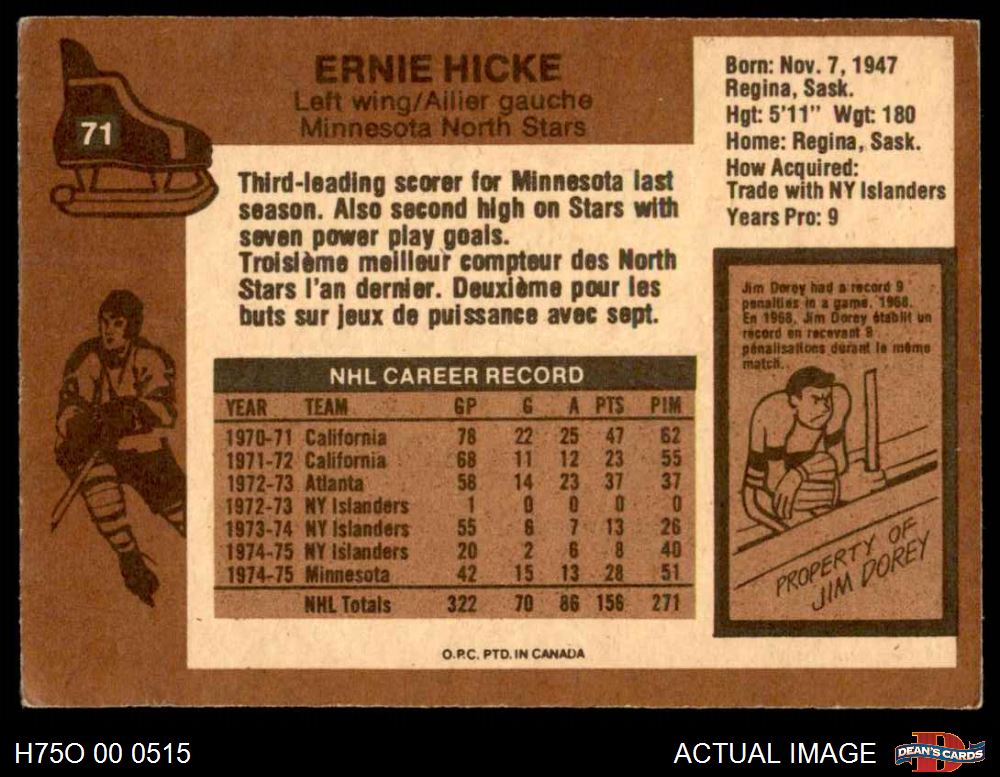 71
ERNIE HICKE
Left wing/Ailier gauche
Minnesota North Stars
Born: Nov. 7, 1947
Regina, Sask.
Hgt: 5'11" Wgt: 180
Home: Regina, Sask.
How Acquired:
Trade with NY Islanders
Years Pro: 9
Third-leading scorer for Minnesota last
season. Also second high on Stars with
seven power play goals.
Troisième meilleur compteur des North
Stars l'an dernier. Deuxième pour les
buts sur jeux de puissance avec sept.
NHL CAREER RECORD
YEAR TEAM GP G A PTS PIM
1970-71 California 78 22 25 47 62
1971-72 California 68 11 12 23 55
1972-73 Atlanta 58 14 23 37 37
1972-73 NY Islanders 1 0 0 0 0
1973-74 NY Islanders 55 6 7 13 26
1974-75 NY Islanders 20 2 6 8 40
1974-75 Minnesota 42 15 13 28 51
NHL Totals 322 70 86 156 271
Jim Dorey had a record 9
penalties in a game, 1968.
En 1968, Jim Dorey établit un
record en recevant 9
pénalisations durant le même
match.
PROPERTY OF
JIM DOREY
O.P.C. PTD. IN CANADA
H75O 00 0515
ACTUAL IMAGE
D
DEAN'S CARDS